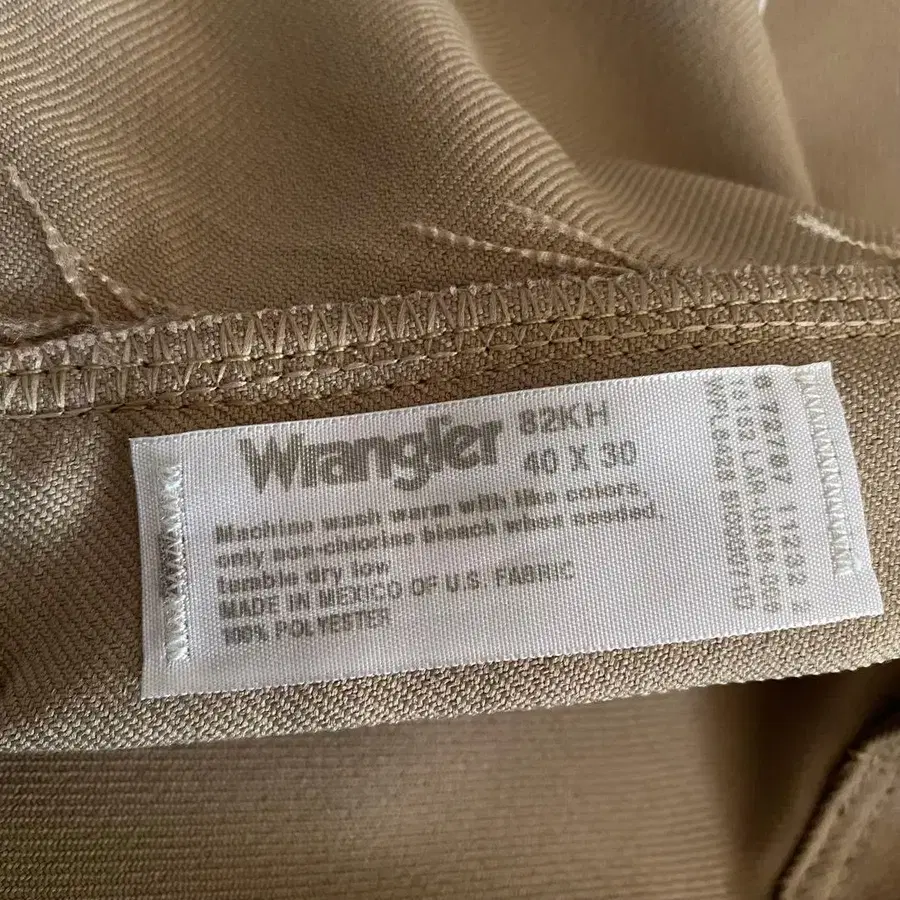 Wrangler 82KH
40 X 30
Machine wash warm with like colors,
only non-chlorine bleach when needed,
tumble dry low
MADE IN MEXICO OF U.S. FABRIC
100% POLYESTER